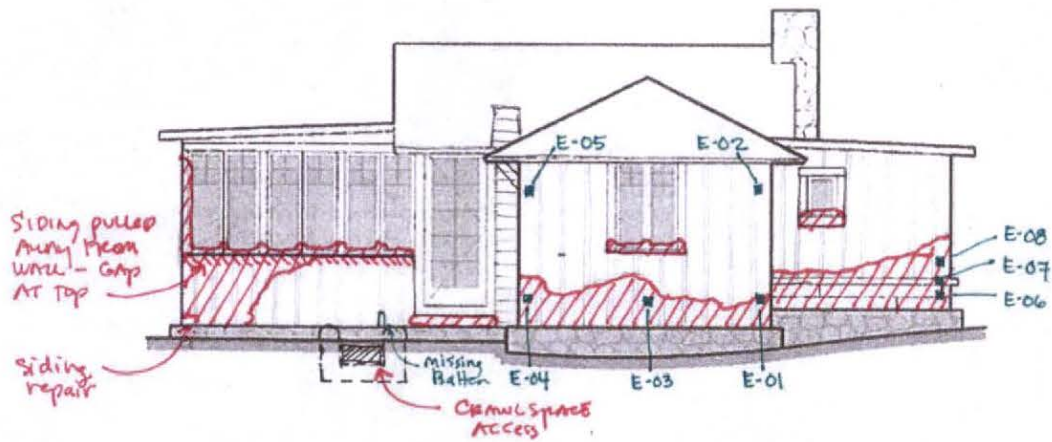 E-05
E-02
SIDING PULLED
AWAY FROM
WALL - GAP
AT TOP
E-08
E-07
E-06
Siding
repair
missing
Batten
E-04
E-03
E-01
CRAWLSPACE
ACCESS